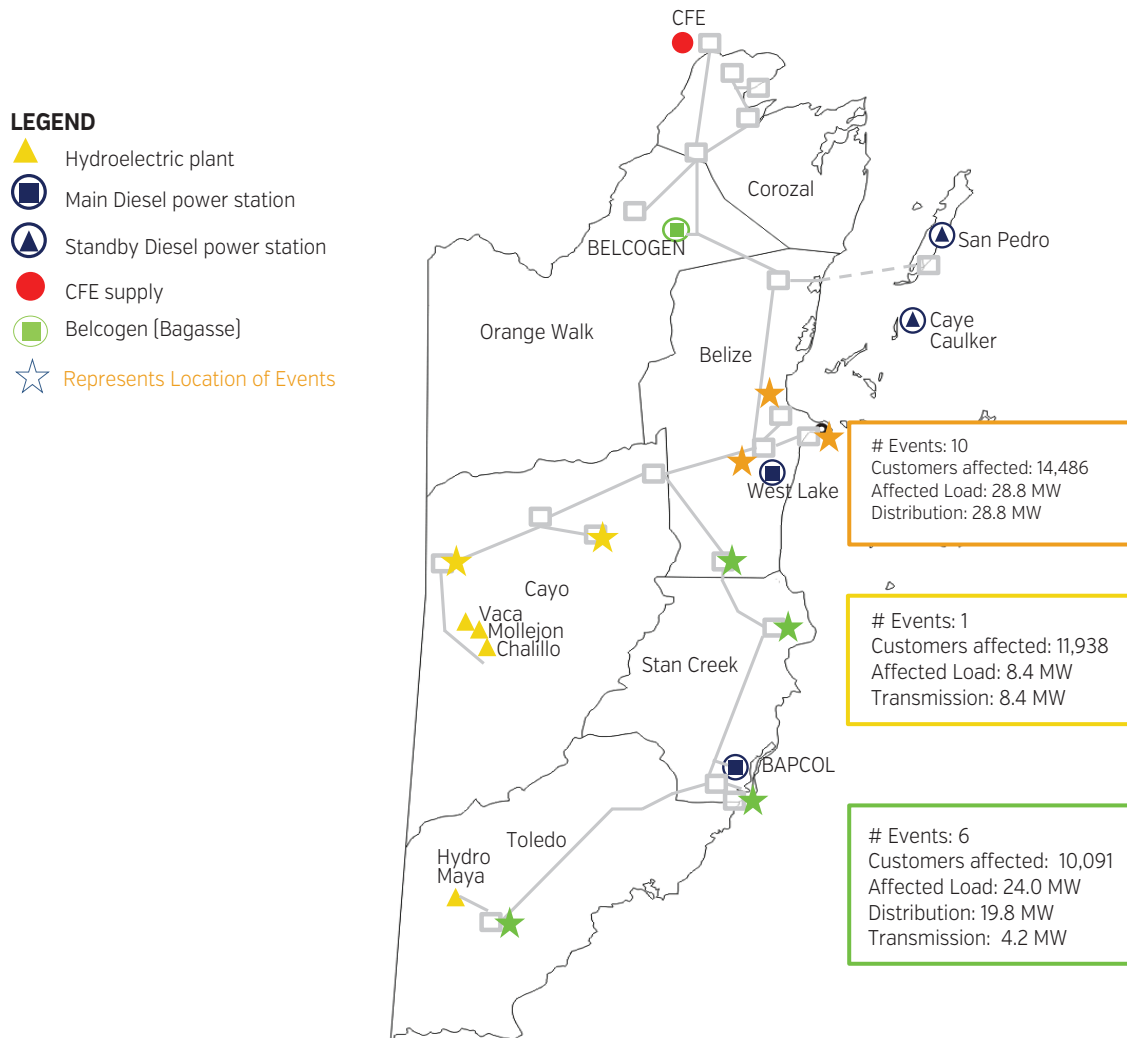 CFE
LEGEND
Hydroelectric plant
Main Diesel power station
Standby Diesel power station
CFE supply
Belcogen (Bagasse)
Represents Location of Events
Corozal
BELCOGEN
San Pedro
Orange Walk
Caye
Caulker
Belize
West Lake
# Events: 10
Customers affected: 14,486
Affected Load: 28.8 MW
Distribution: 28.8 MW
Cayo
Vaca
Mollejon
Chalillo
Stan Creek
# Events: 1
Customers affected: 11,938
Affected Load: 8.4 MW
Transmission: 8.4 MW
BAPCOL
Toledo
Hydro
Maya
# Events: 6
Customers affected: 10,091
Affected Load: 24.0 MW
Distribution: 19.8 MW
Transmission: 4.2 MW